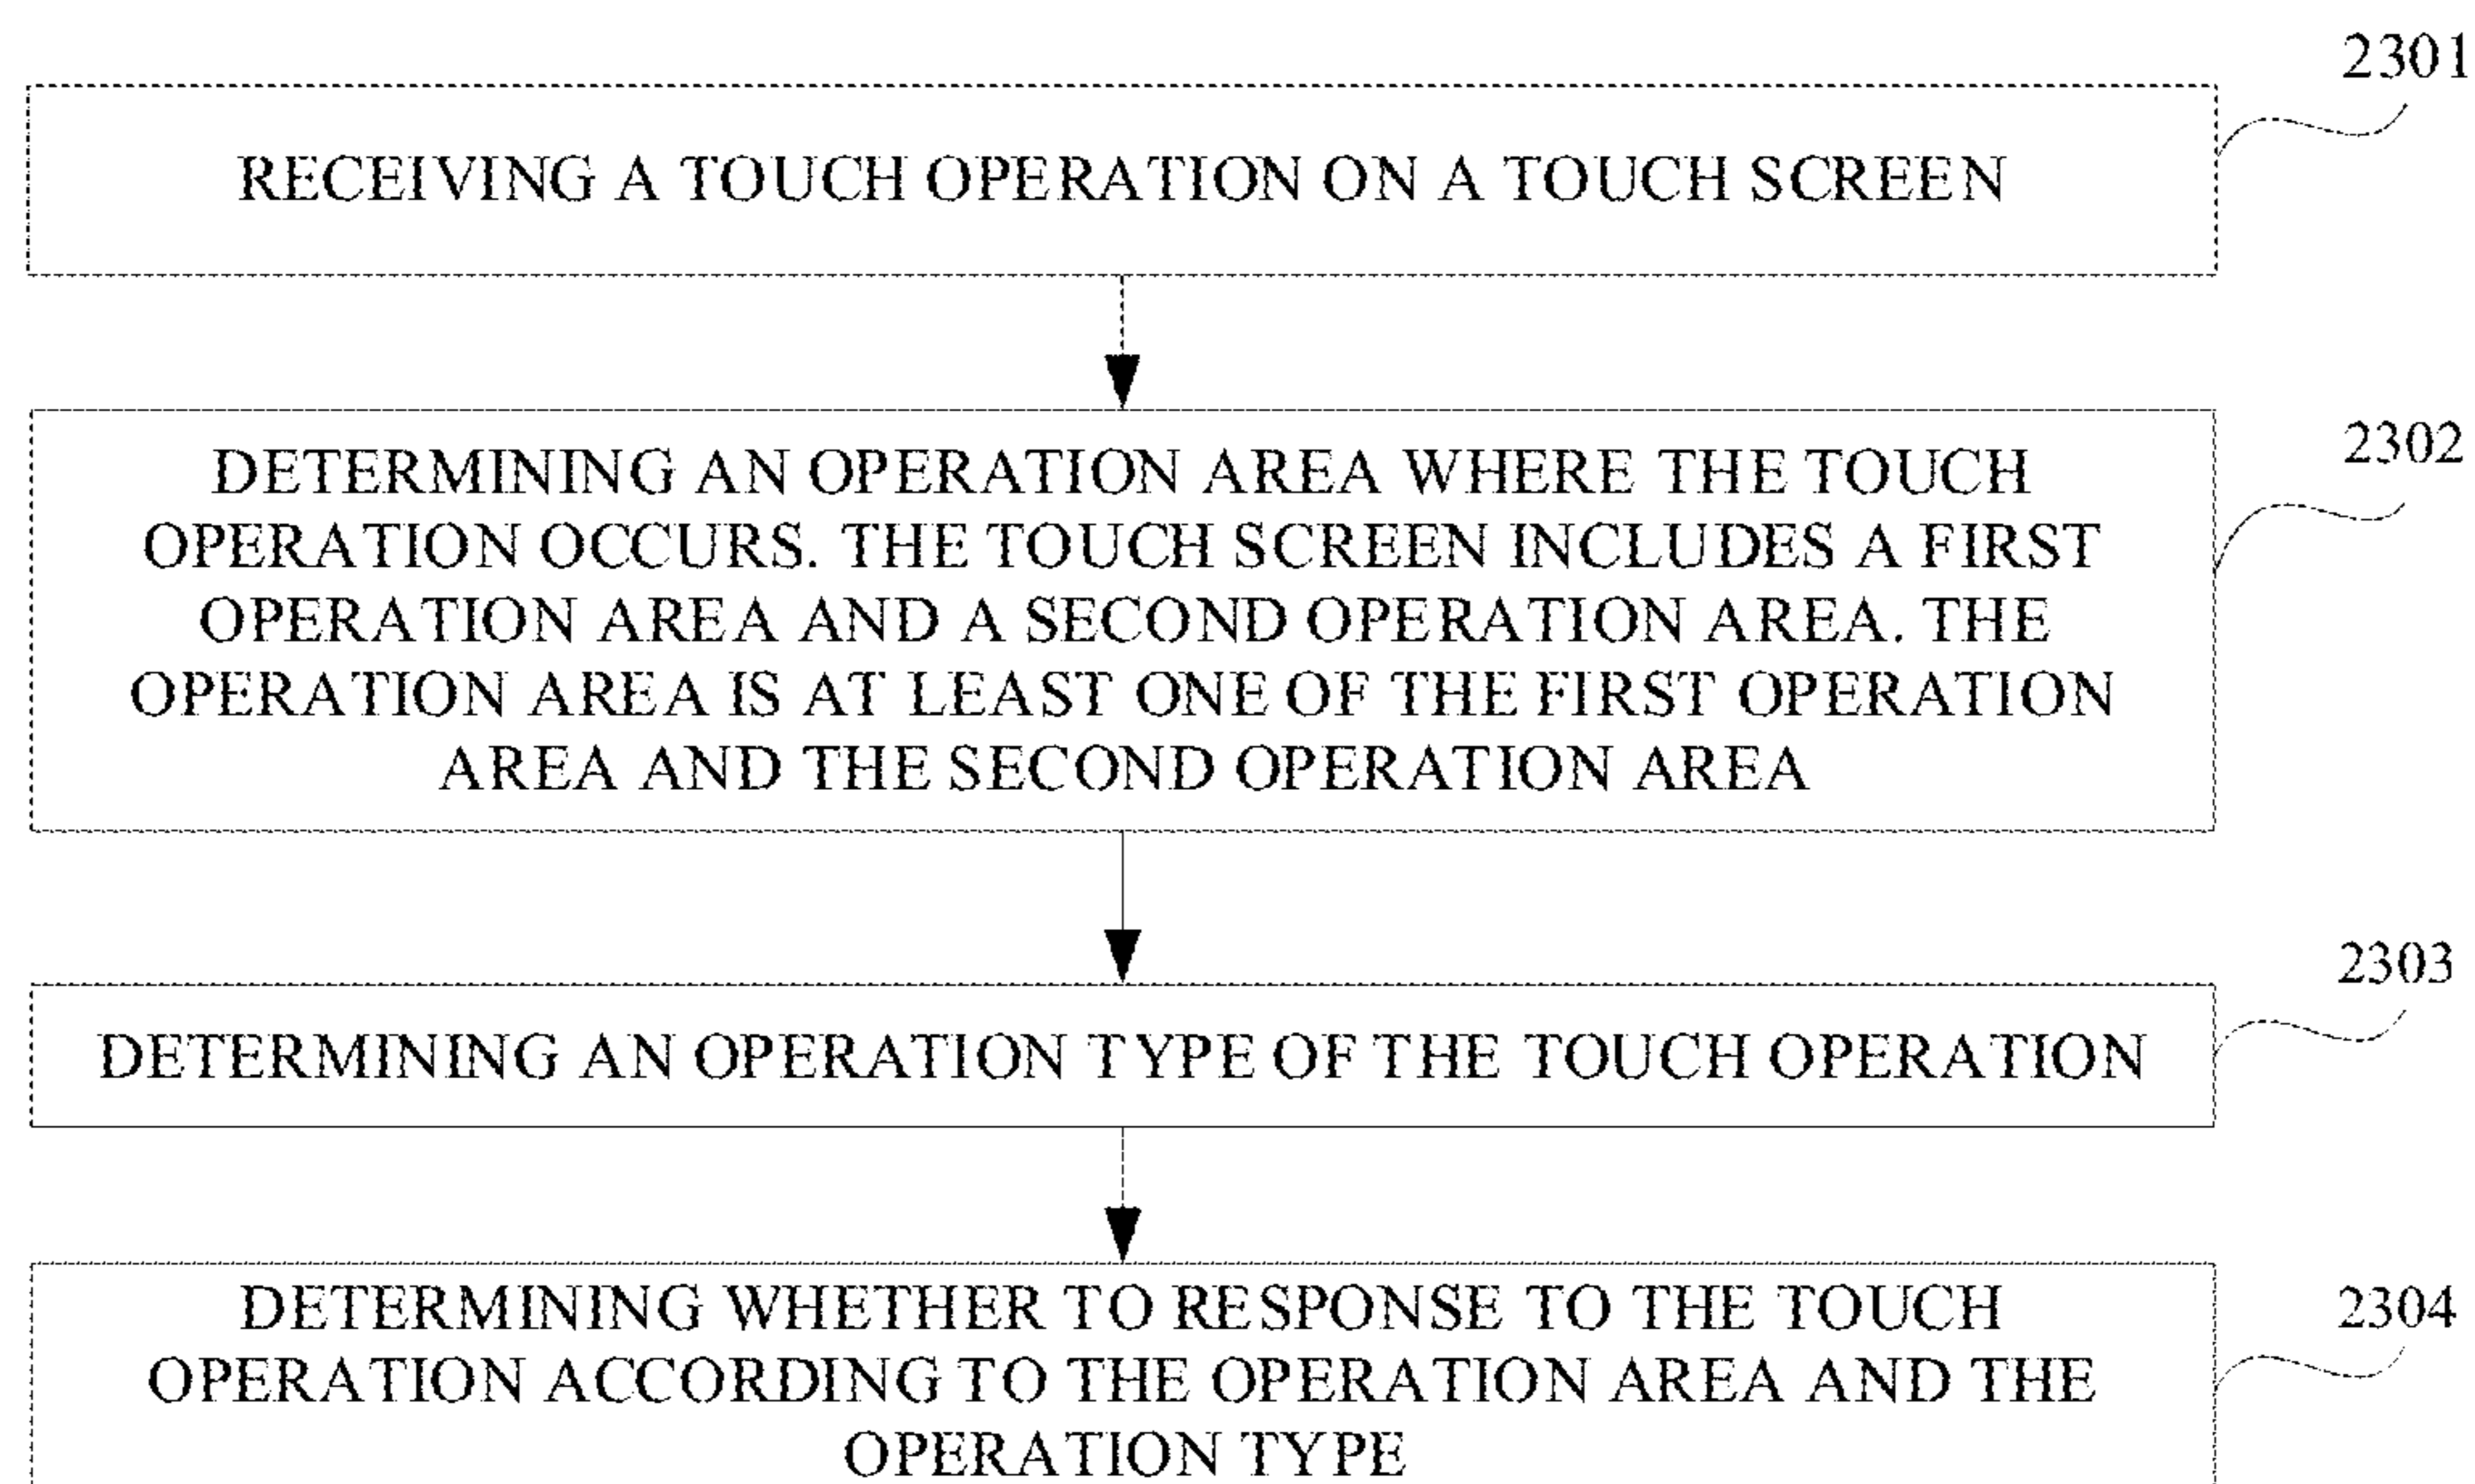 2301
RECEIVING A TOUCH OPERATION ON A TOUCH SCREEN
2302
DETERMINING AN OPERATION AREA WHERE THE TOUCH
OPERATION OCCURS. THE TOUCH SCREEN INCLUDES A FIRST
OPERATION AREA AND A SECOND OPERATION AREA. THE
OPERATION AREA IS AT LEAST ONE OF THE FIRST OPERATION
AREA AND THE SECOND OPERATION AREA
2303
DETERMINING AN OPERATION TYPE OF THE TOUCH OPERATION
2304
DETERMINING WHETHER TO RESPONSE TO THE TOUCH
OPERATION ACCORDING TO THE OPERATION AREA AND THE
OPERATION TYPE